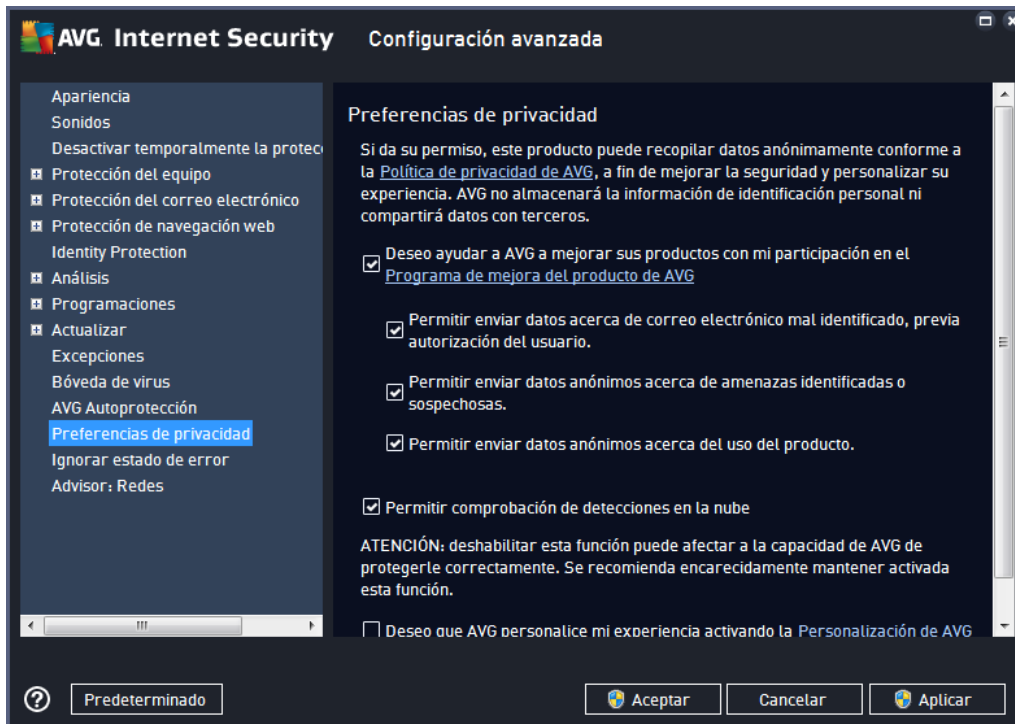 AVG. Internet Security
Configuración avanzada
Apariencia
Sonidos
Desactivar temporalmente la protec
Protección del equipo
Protección del correo electrónico
Protección de navegación web
Identity Protection
Análisis
Programaciones
Actualizar
Excepciones
Bóveda de virus
AVG Autoprotección
Preferencias de privacidad
Ignorar estado de error
Advisor: Redes
Preferencias de privacidad
Si da su permiso, este producto puede recopilar datos anónimamente conforme a
la Política de privacidad de AVG, a fin de mejorar la seguridad y personalizar su
experiencia. AVG no almacenará la información de identificación personal ni
compartirá datos con terceros.
Deseo ayudar a AVG a mejorar sus productos con mi participación en el
Programa de mejora del producto de AVG
Permitir enviar datos acerca de correo electrónico mal identificado, previa
autorización del usuario.
Permitir enviar datos anónimos acerca de amenazas identificadas o
sospechosas.
Permitir enviar datos anónimos acerca del uso del producto.
Permitir comprobación de detecciones en la nube
ATENCIÓN: deshabilitar esta función puede afectar a la capacidad de AVG de
protegerle correctamente. Se recomienda encarecidamente mantener activada
esta función.
Deseo que AVG personalice mi experiencia activando la Personalización de AVG
?
Predeterminado
Aceptar
Cancelar
Aplicar